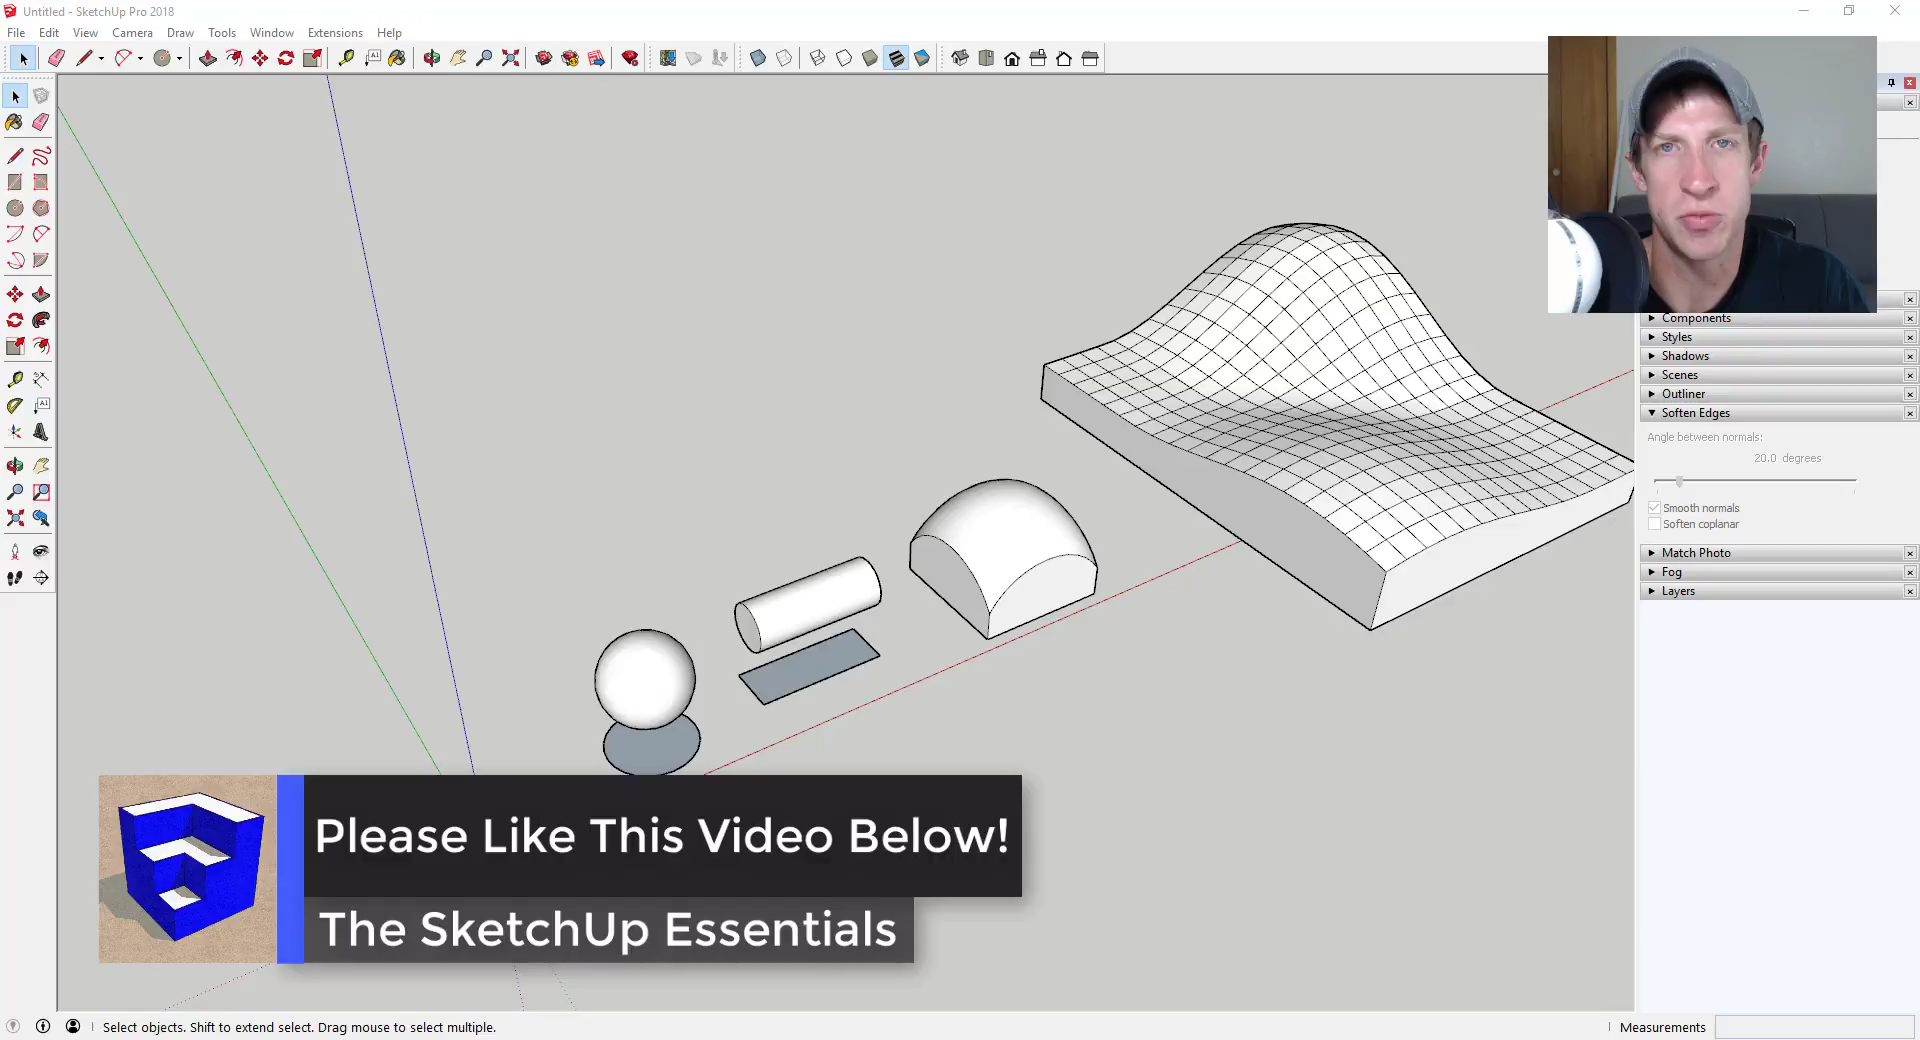 Untitled - SketchUp Pro 2018
File Edit View Camera Draw Tools Window Extensions Help
Components
Styles
Shadows
Scenes
Outliner
Soften Edges
Angle between normals:
20.0 degrees
Smooth normals
Soften coplanar
Match Photo
Fog
Layers
Please Like This Video Below!
The SketchUp Essentials
Select objects. Shift to extend select. Drag mouse to select multiple.
Measurements